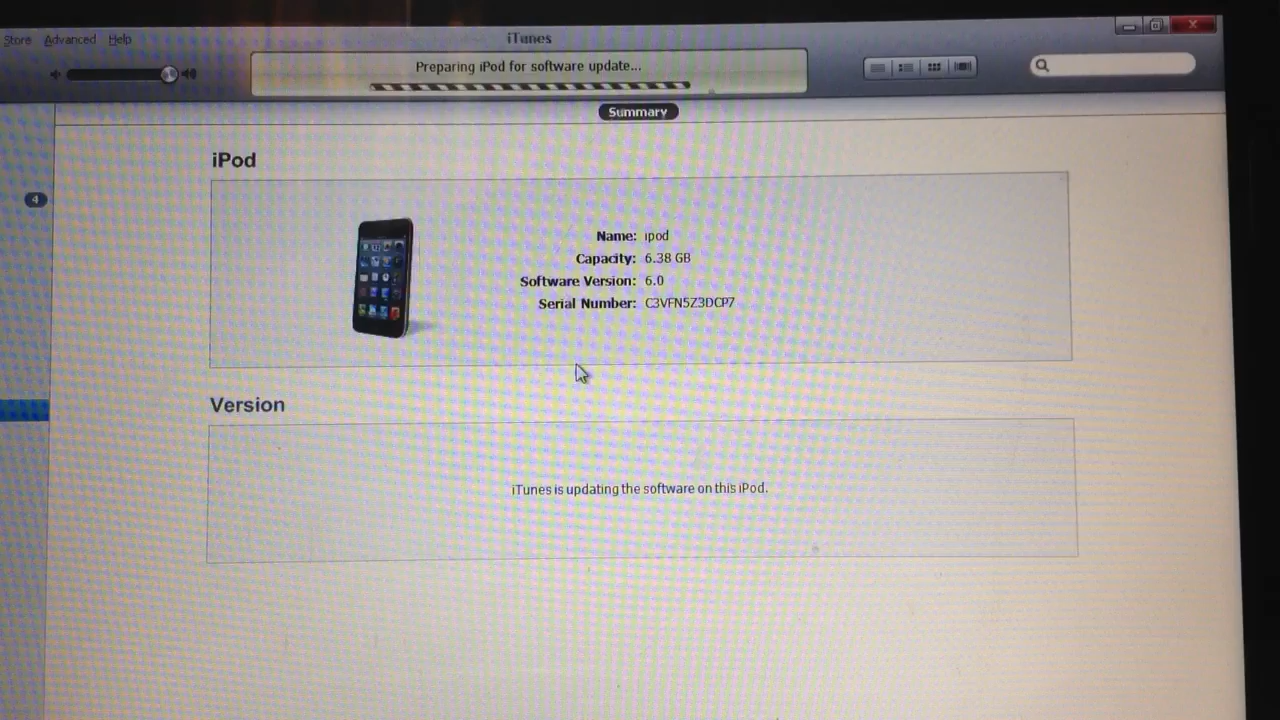 Store Advanced Help
iTunes
Preparing iPod for software update...
Summary
iPod
4
Name: ipod
Capacity: 6.38 GB
Software Version: 6.0
Serial Number: C3VFN5Z3DCP7
Version
iTunes is updating the software on this iPod.